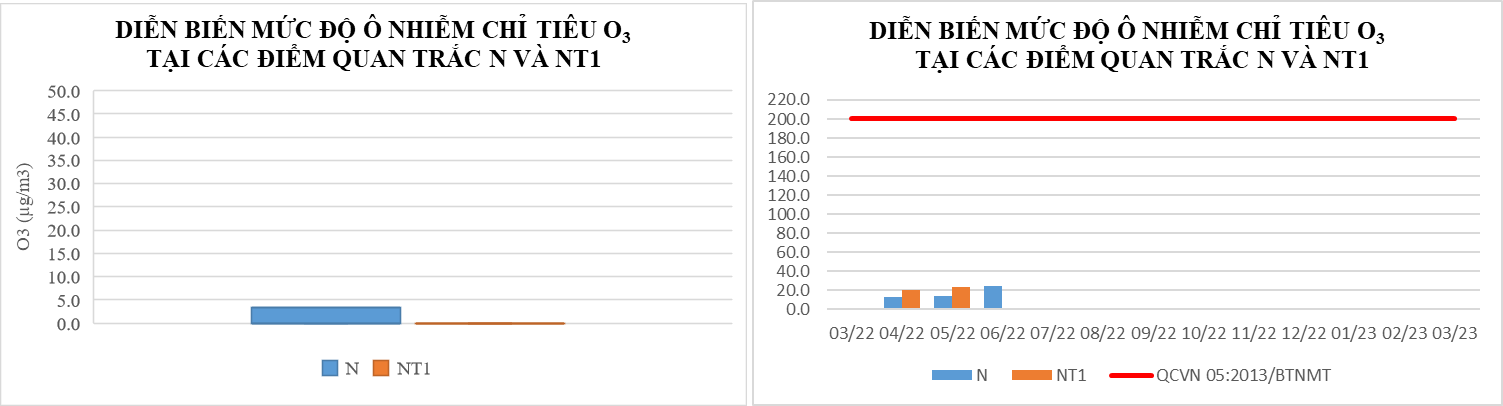 DIỄN BIẾN MỨC ĐỘ Ô NHIỄM CHỈ TIÊU O₃
TẠI CÁC ĐIỂM QUAN TRẮC N VÀ NT1
50.0
45.0
40.0
35.0
30.0
25.0
20.0
15.0
10.0
5.0
0.0
O3 (µg/m3)
N NT1
DIỄN BIẾN MỨC ĐỘ Ô NHIỄM CHỈ TIÊU O₃
TẠI CÁC ĐIỂM QUAN TRẮC N VÀ NT1
220.0
200.0
180.0
160.0
140.0
120.0
100.0
80.0
60.0
40.0
20.0
0.0
03/22 04/22 05/22 06/22 07/22 08/22 09/22 10/22 11/22 12/22 01/23 02/23 03/23
N NT1 QCVN 05:2013/BTNMT